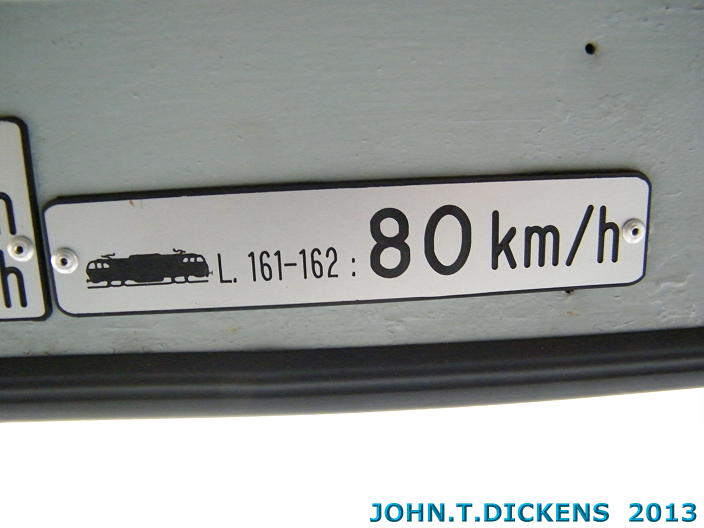 L. 161-162 : 80 km/h
h
JOHN.T.DICKENS 2013